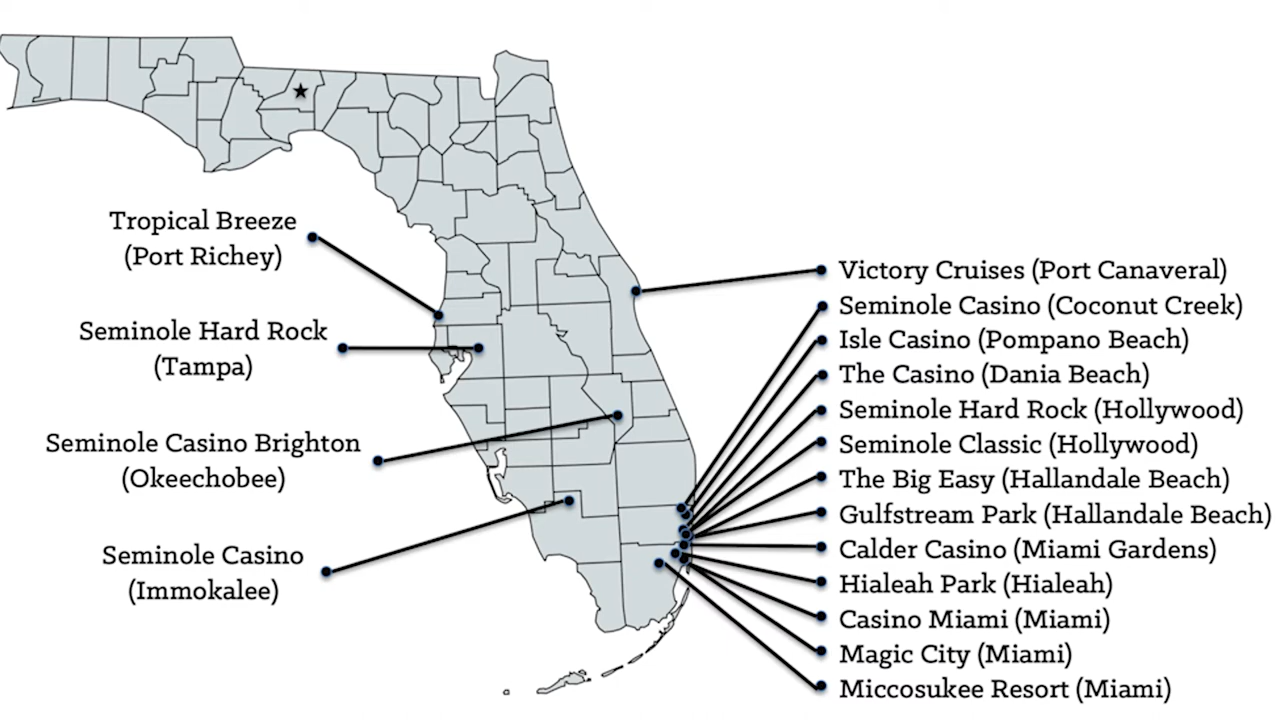 Tropical Breeze
(Port Richey)
Seminole Hard Rock
(Tampa)
Seminole Casino Brighton
(Okeechobee)
Seminole Casino
(Immokalee)
Victory Cruises (Port Canaveral)
Seminole Casino (Coconut Creek)
Isle Casino (Pompano Beach)
The Casino (Dania Beach)
Seminole Hard Rock (Hollywood)
Seminole Classic (Hollywood)
The Big Easy (Hallandale Beach)
Gulfstream Park (Hallandale Beach)
Calder Casino (Miami Gardens)
Hialeah Park (Hialeah)
Casino Miami (Miami)
Magic City (Miami)
Miccosukee Resort (Miami)